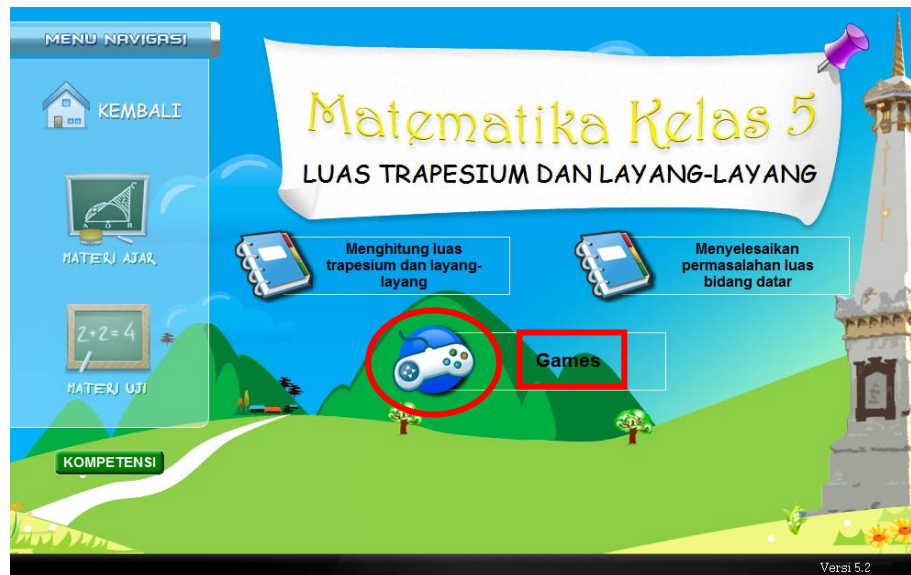 MENU NAVIGASI
KEMBALI
MATERI AJAR
2+2=4
MATERI UJI
KOMPETENSI
Matematika Kelas 5
LUAS TRAPESIUM DAN LAYANG-LAYANG
Menghitung luas
trapesium dan layang-
layang
Menyelesaikan
permasalahan luas
bidang datar
Games
Versi 5.2